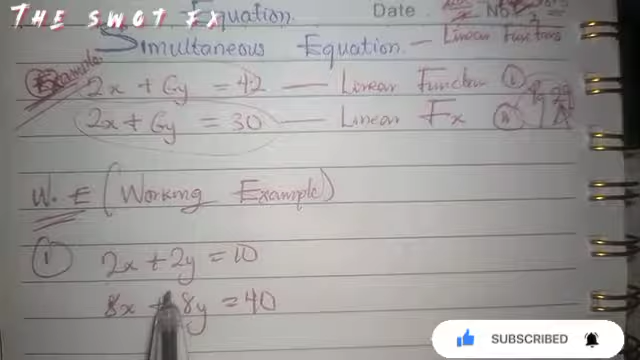 THE SWOT FX
Equation.
Date
No
Simultaneous Equation - Linear Functions
Example
2x + 6y = 42 — Linear Function
2x + 6y = 30 — Linear Fx
W. E (Working Example)
1 2x + 2y = 10
8x + 8y = 40
SUBSCRIBED